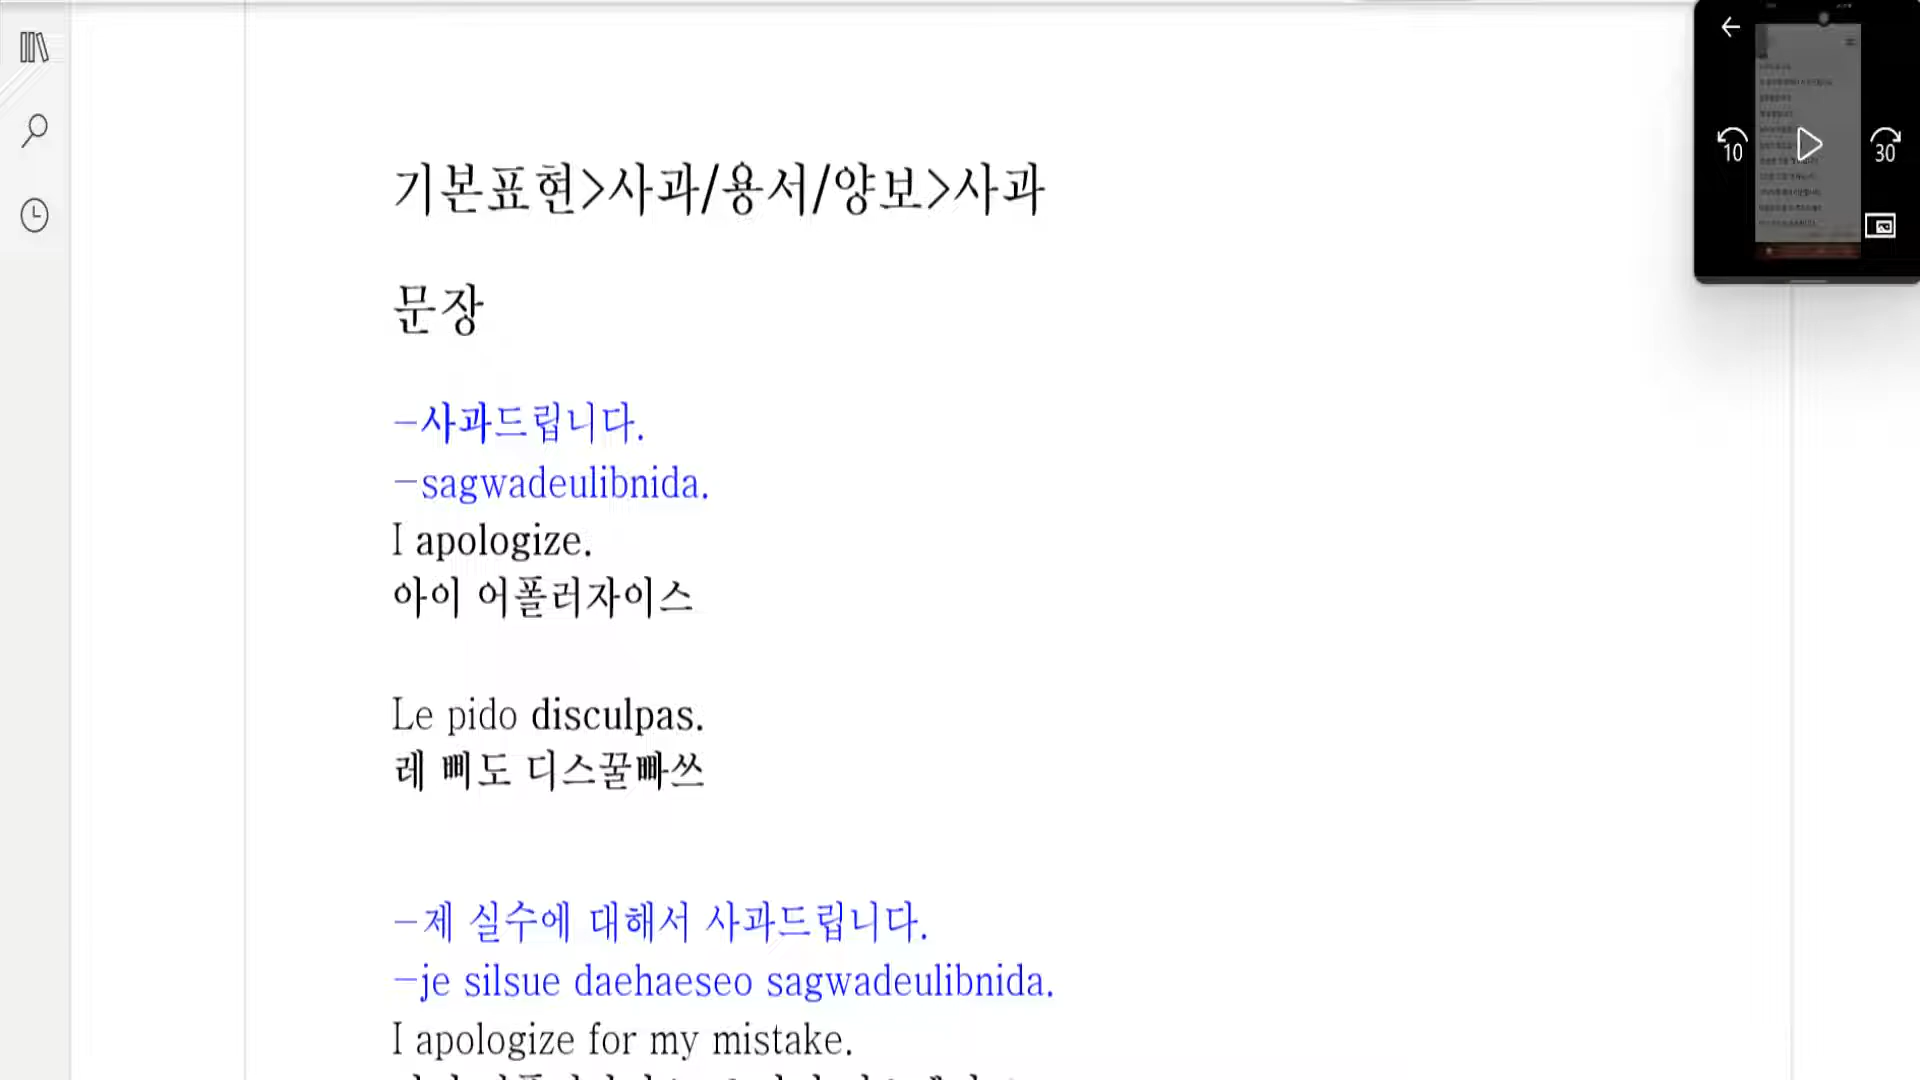 기본표현>사과/용서/양보>사과
문장
-사과드립니다.
-sagwadeulibnida.
I apologize.
아이 어폴러자이스
Le pido disculpas.
레 삐도 디스꿀빠쓰
-제 실수에 대해서 사과드립니다.
-je silsue daehaeseo sagwadeulibnida.
I apologize for my mistake.
10
30